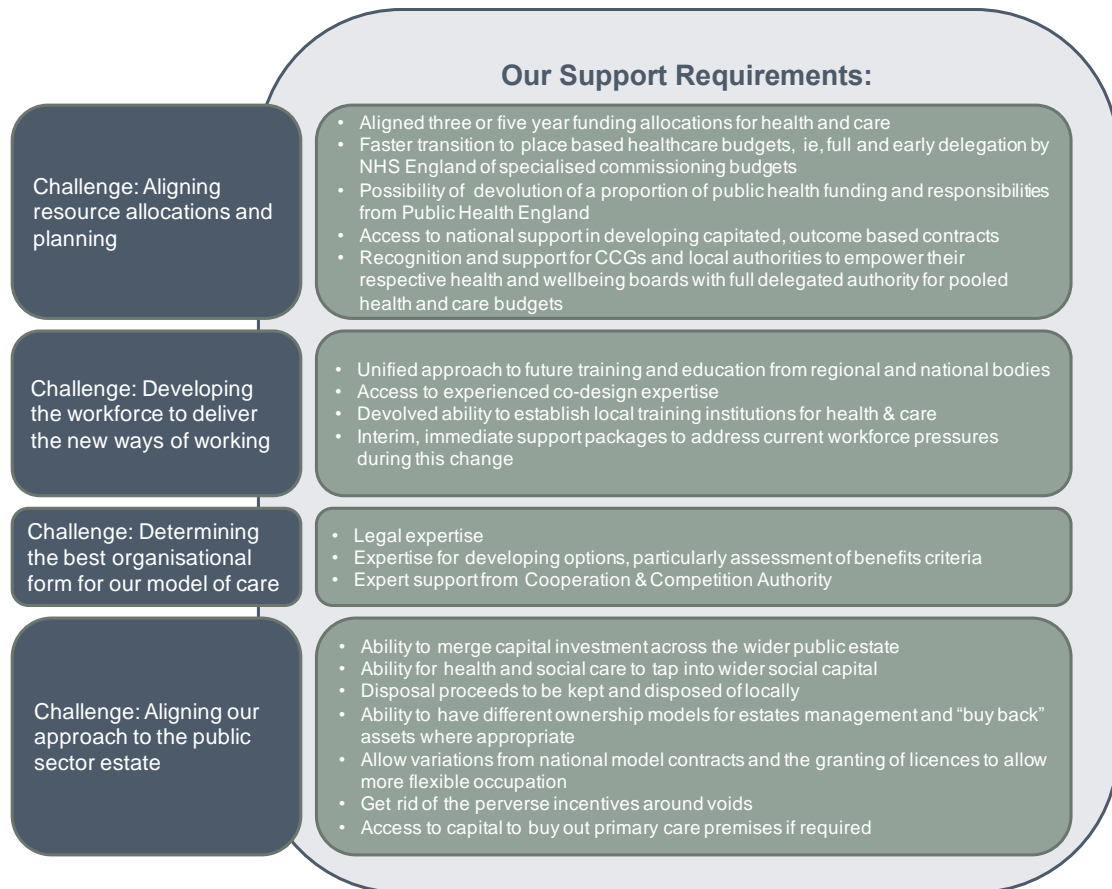 Our Support Requirements:
Challenge: Aligning
resource allocations and
planning
• Aligned three or five year funding allocations for health and care
• Faster transition to place based healthcare budgets, ie, full and early delegation by
NHS England of specialised commissioning budgets
• Possibility of devolution of a proportion of public health funding and responsibilities
from Public Health England
• Access to national support in developing capitated, outcome based contracts
• Recognition and support for CCGs and local authorities to empower their
respective health and wellbeing boards with full delegated authority for pooled
health and care budgets
Challenge: Developing
the workforce to deliver
the new ways of working
• Unified approach to future training and education from regional and national bodies
• Access to experienced co-design expertise
• Devolved ability to establish local training institutions for health & care
• Interim, immediate support packages to address current workforce pressures
during this change
Challenge: Determining
the best organisational
form for our model of care
• Legal expertise
• Expertise for developing options, particularly assessment of benefits criteria
• Expert support from Cooperation & Competition Authority
Challenge: Aligning our
approach to the public
sector estate
• Ability to merge capital investment across the wider public estate
• Ability for health and social care to tap into wider social capital
• Disposal proceeds to be kept and disposed of locally
• Ability to have different ownership models for estates management and “buy back”
assets where appropriate
• Allow variations from national model contracts and the granting of licences to allow
more flexible occupation
• Get rid of the perverse incentives around voids
• Access to capital to buy out primary care premises if required